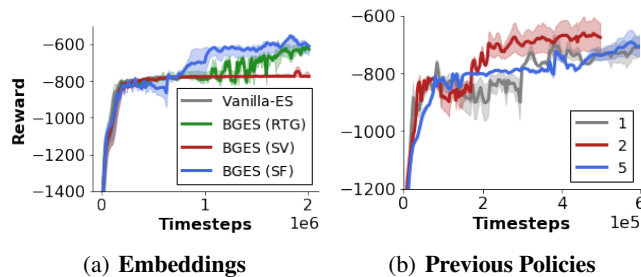 −600
−800
−1000
−1200
−1400
Reward
Vanilla-ES
BGES (RTG)
BGES (SV)
BGES (SF)
0 1 2
Timesteps 1e6
(a) Embeddings
−600
−800
−1000
−1200
1
2
5
0 2 4 6
Timesteps 1e5
(b) Previous Policies